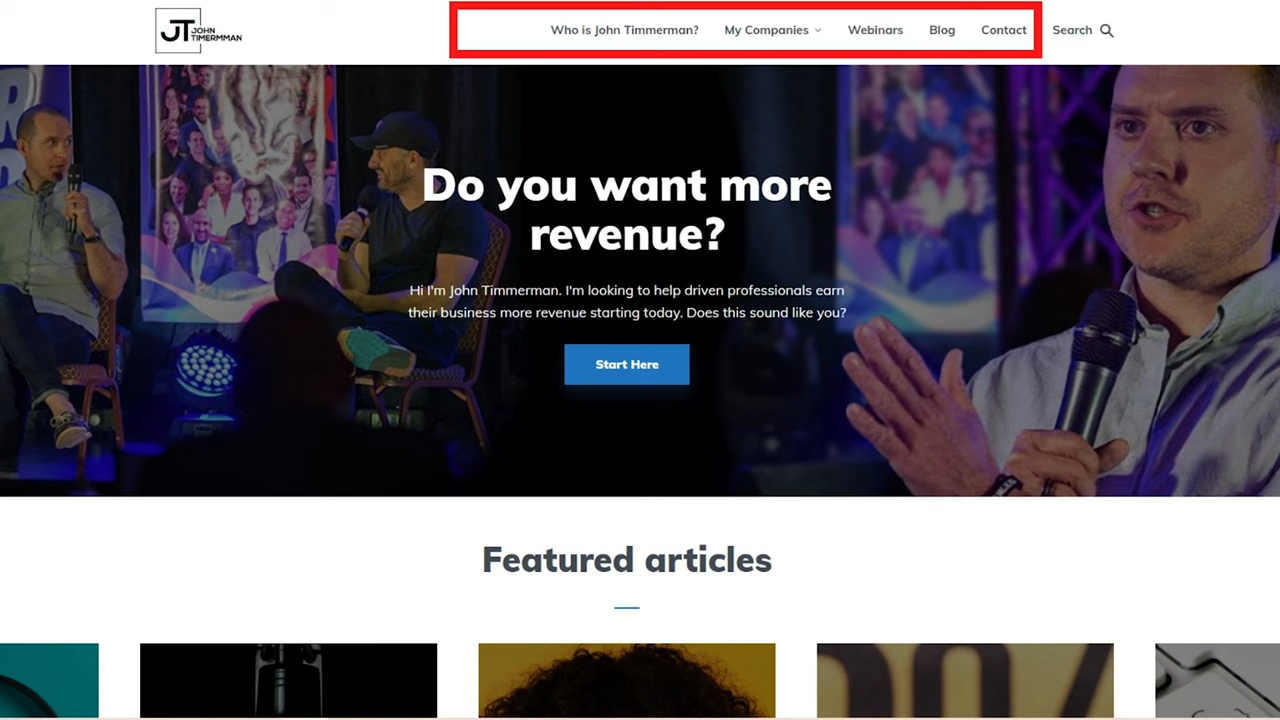 JT JOHN
TIMERMMAN
Who is John Timmerman? My Companies Webinars Blog Contact Search
Do you want more
revenue?
Hi I'm John Timmerman. I'm looking to help driven professionals earn
their business more revenue starting today. Does this sound like you?
Start Here
Featured articles